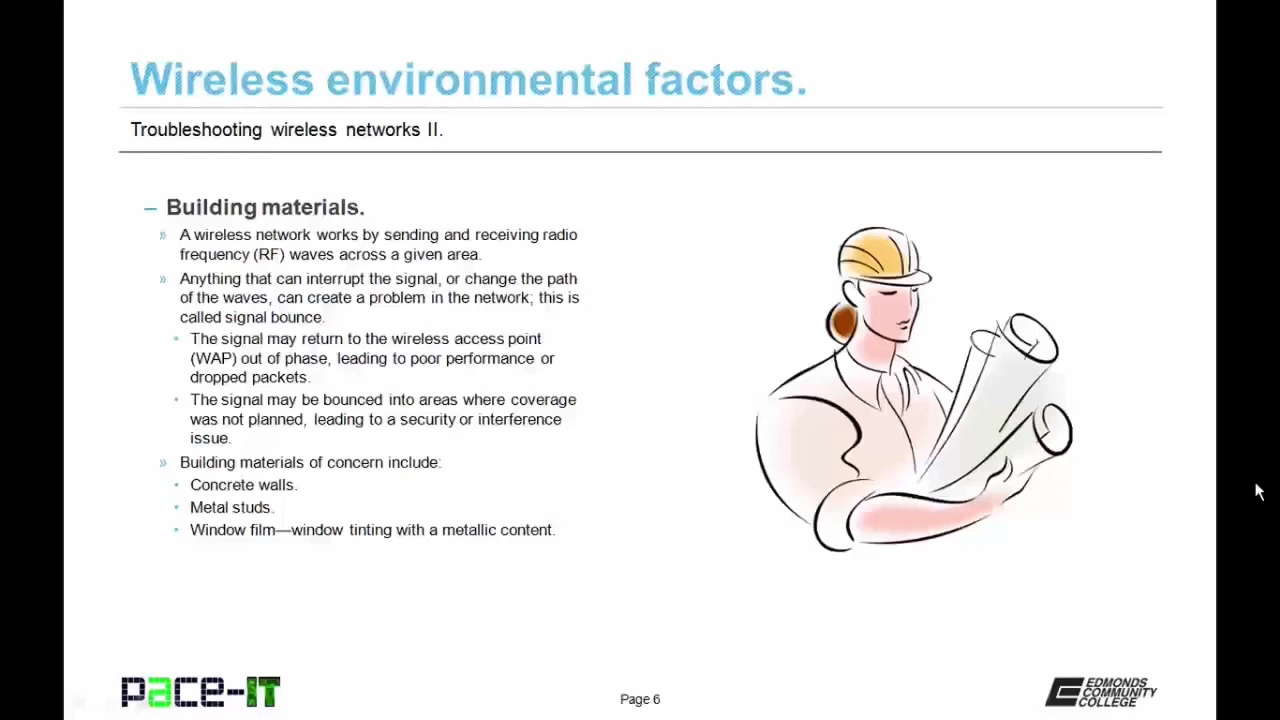 Wireless environmental factors.
Troubleshooting wireless networks II.
– Building materials.
» A wireless network works by sending and receiving radio
frequency (RF) waves across a given area.
» Anything that can interrupt the signal, or change the path
of the waves, can create a problem in the network; this is
called signal bounce.
• The signal may return to the wireless access point
(WAP) out of phase, leading to poor performance or
dropped packets.
• The signal may be bounced into areas where coverage
was not planned, leading to a security or interference
issue.
» Building materials of concern include:
• Concrete walls.
• Metal studs.
• Window film—window tinting with a metallic content.
pace-IT
Page 6
EDMONDS
COMMUNITY
COLLEGE